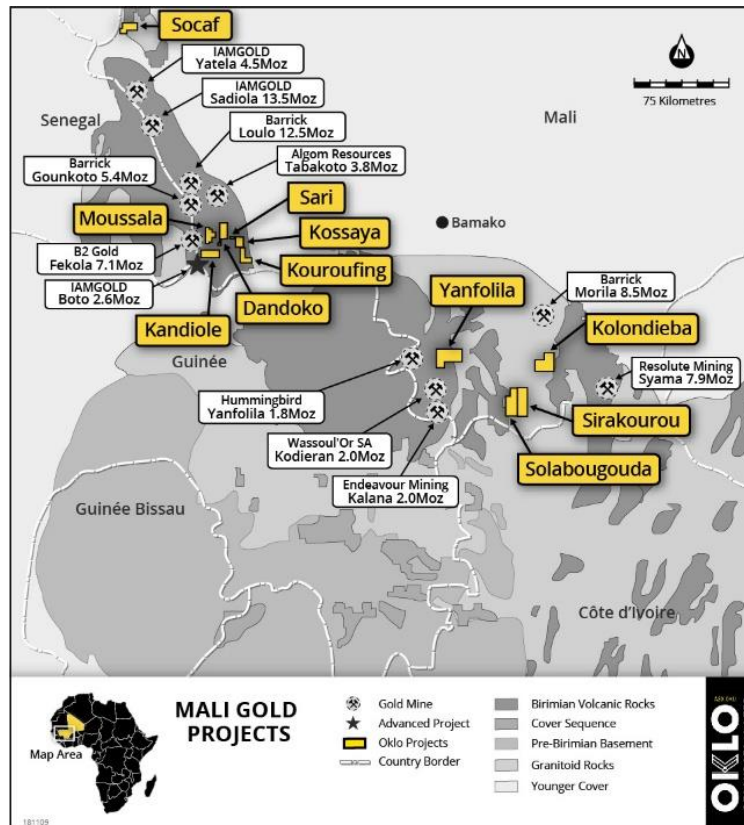 Socaf
IAMGOLD
Yatela 4.5Moz
IAMGOLD
Sadiola 13.5Moz
N
75 Kilometres
Senegal
Mali
Barrick
Loulo 12.5Moz
Algom Resources
Tabakoto 3.8Moz
Barrick
Gounkoto 5.4Moz
Sari
Moussala
Kossaya
Bamako
B2 Gold
Fekola 7.1Moz
Kouroufing
IAMGOLD
Boto 2.6Moz
Dandoko
Yanfolila
Barrick
Morila 8.5Moz
Kandiole
Kolondieba
Guinée
Resolute Mining
Syama 7.9Moz
Hummingbird
Yanfolila 1.8Moz
Sirakourou
Wassoul'Or SA
Kodieran 2.0Moz
Solabougouda
Endeavour Mining
Kalana 2.0Moz
Guinée Bissau
Côte d'Ivoire
Map Area
MALI GOLD
PROJECTS
Gold Mine
Advanced Project
Oklo Projects
Country Border
Birimian Volcanic Rocks
Cover Sequence
Pre-Birimian Basement
Granitoid Rocks
Younger Cover
OKLO
181109